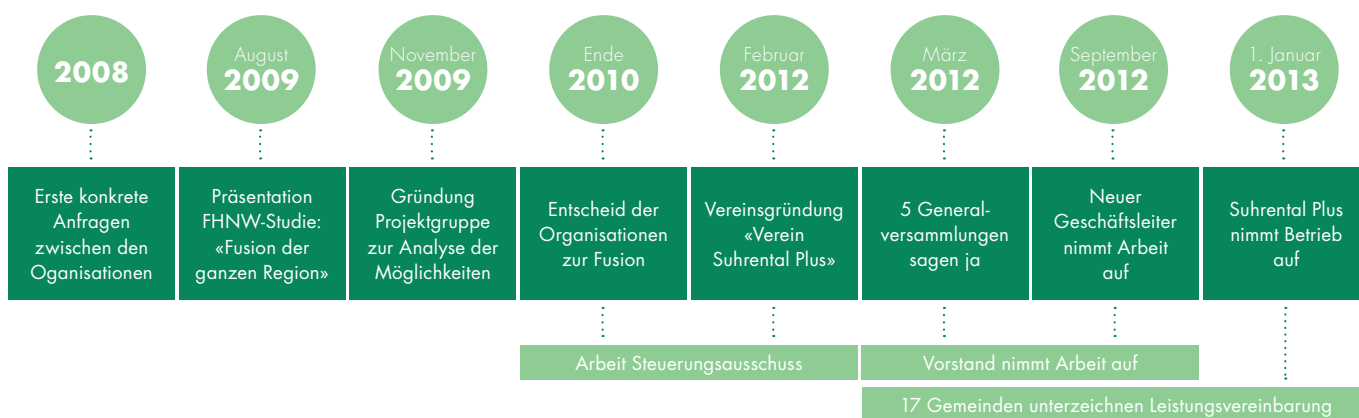 2008
August
2009
November
2009
Ende
2010
Februar
2012
März
2012
September
2012
1. Januar
2013
Erste konkrete
Anfragen
zwischen den
Oganisationen
Präsentation
FHNW-Studie:
«Fusion der
ganzen Region»
Gründung
Projektgruppe
zur Analyse der
Möglichkeiten
Entscheid der
Organisationen
zur Fusion
Vereinsgründung
«Verein
Suhrental Plus»
5 General-
versammlungen
sagen ja
Neuer
Geschäftsleiter
nimmt Arbeit
auf
Suhrental Plus
nimmt Betrieb
auf
Arbeit Steuerungsausschuss
Vorstand nimmt Arbeit auf
17 Gemeinden unterzeichnen Leistungsvereinbarung